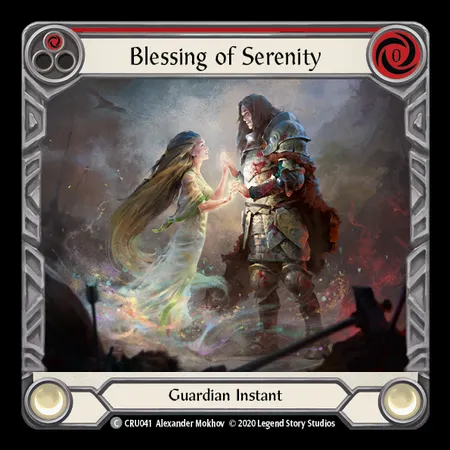 Blessing of Serenity
0
Guardian Instant
C CRU041 Alexander Mokhov © 2020 Legend Story Studios